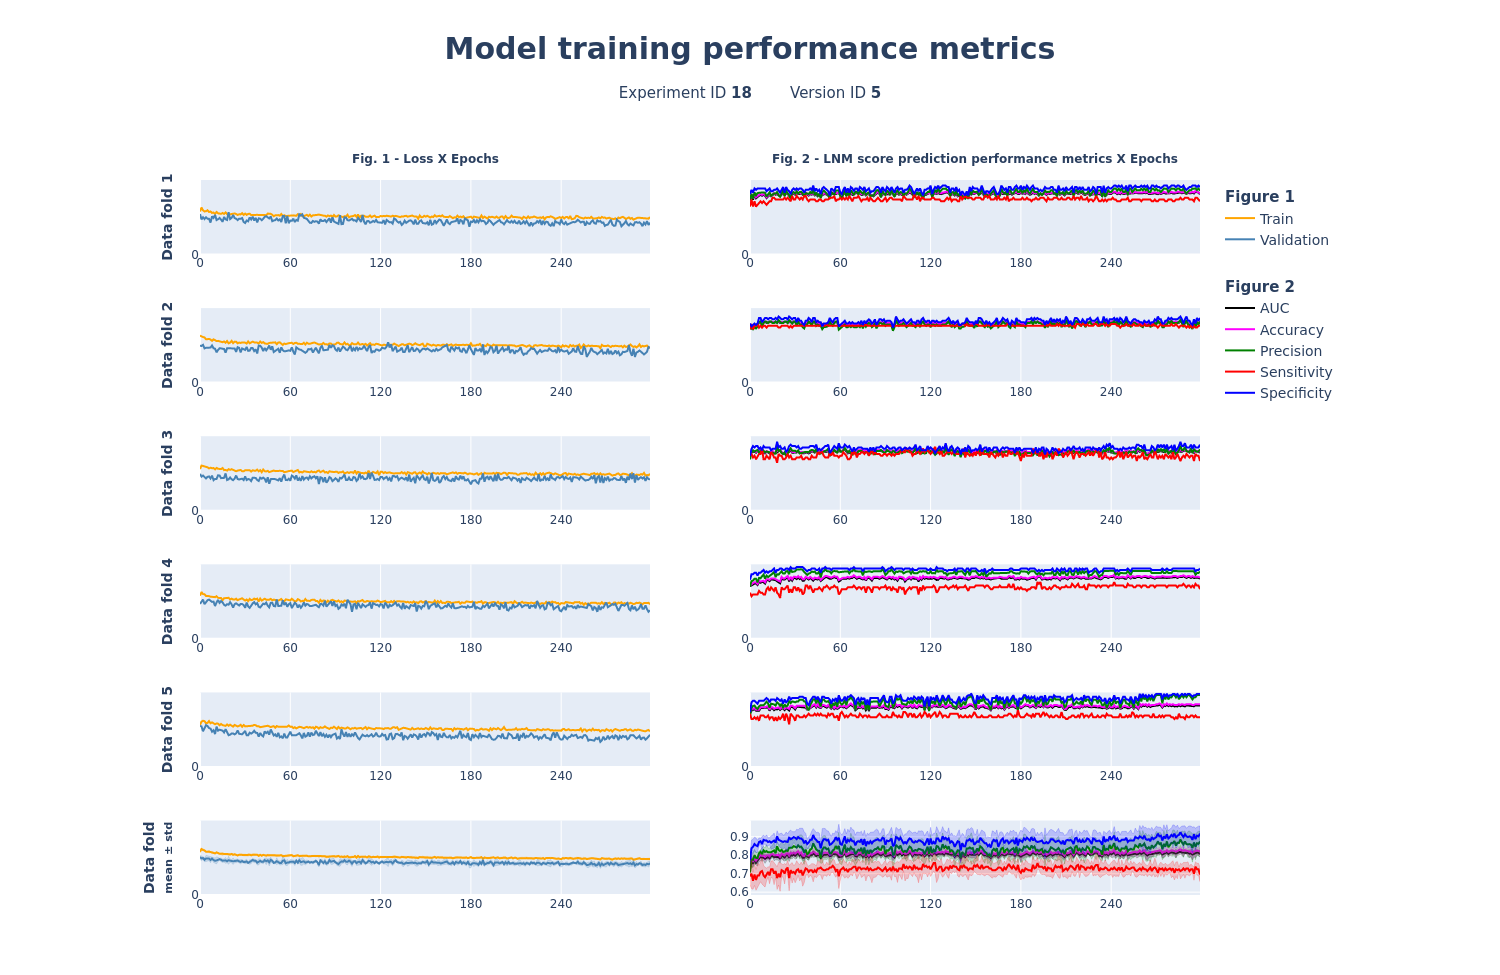 Model training performance metrics
Experiment ID 18 Version ID 5
Fig. 1 - Loss X Epochs
Fig. 2 - LNM score prediction performance metrics X Epochs
Data fold 1
0
0 60 120 180 240
0
0 60 120 180 240
Data fold 2
0
0 60 120 180 240
0
0 60 120 180 240
Data fold 3
0
0 60 120 180 240
0
0 60 120 180 240
Data fold 4
0
0 60 120 180 240
0
0 60 120 180 240
Data fold 5
0
0 60 120 180 240
0
0 60 120 180 240
Data fold
mean ± std
0
0 60 120 180 240
0.9
0.8
0.7
0.6
0 60 120 180 240
Figure 1
Train
Validation
Figure 2
AUC
Accuracy
Precision
Sensitivity
Specificity